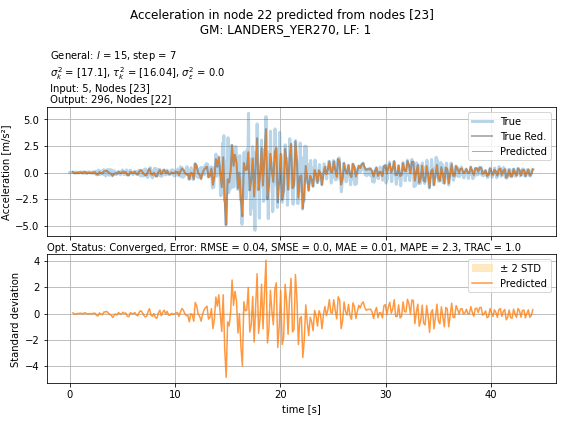 Acceleration in node 22 predicted from nodes [23]
GM: LANDERS_YER270, LF: 1
General: l = 15, step = 7
σ²ₖ = [17.1], τ²ₖ = [16.04], σ²ε = 0.0
Input: 5, Nodes [23]
Output: 296, Nodes [22]
Acceleration [m/s²]
5.0
2.5
0.0
−2.5
−5.0
True
True Red.
Predicted
Opt. Status: Converged, Error: RMSE = 0.04, SMSE = 0.0, MAE = 0.01, MAPE = 2.3, TRAC = 1.0
Standard deviation
4
2
0
−2
−4
± 2 STD
Predicted
0 10 20 30 40
time [s]